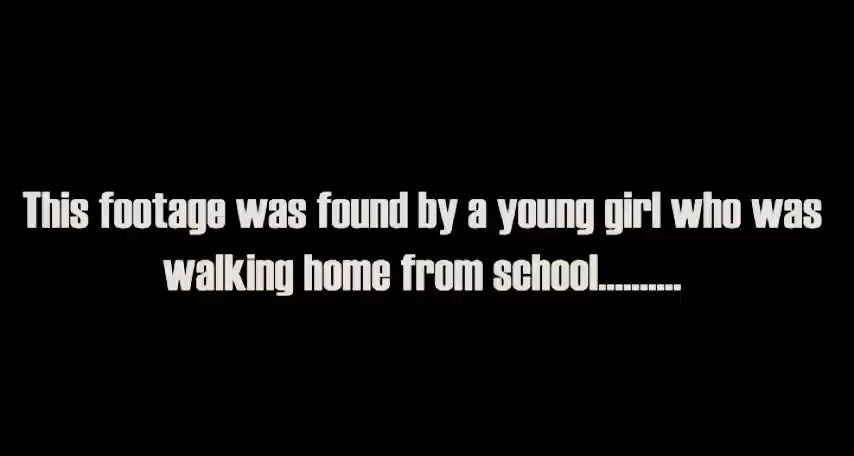 This footage was found by a young girl who was
walking home from school..........